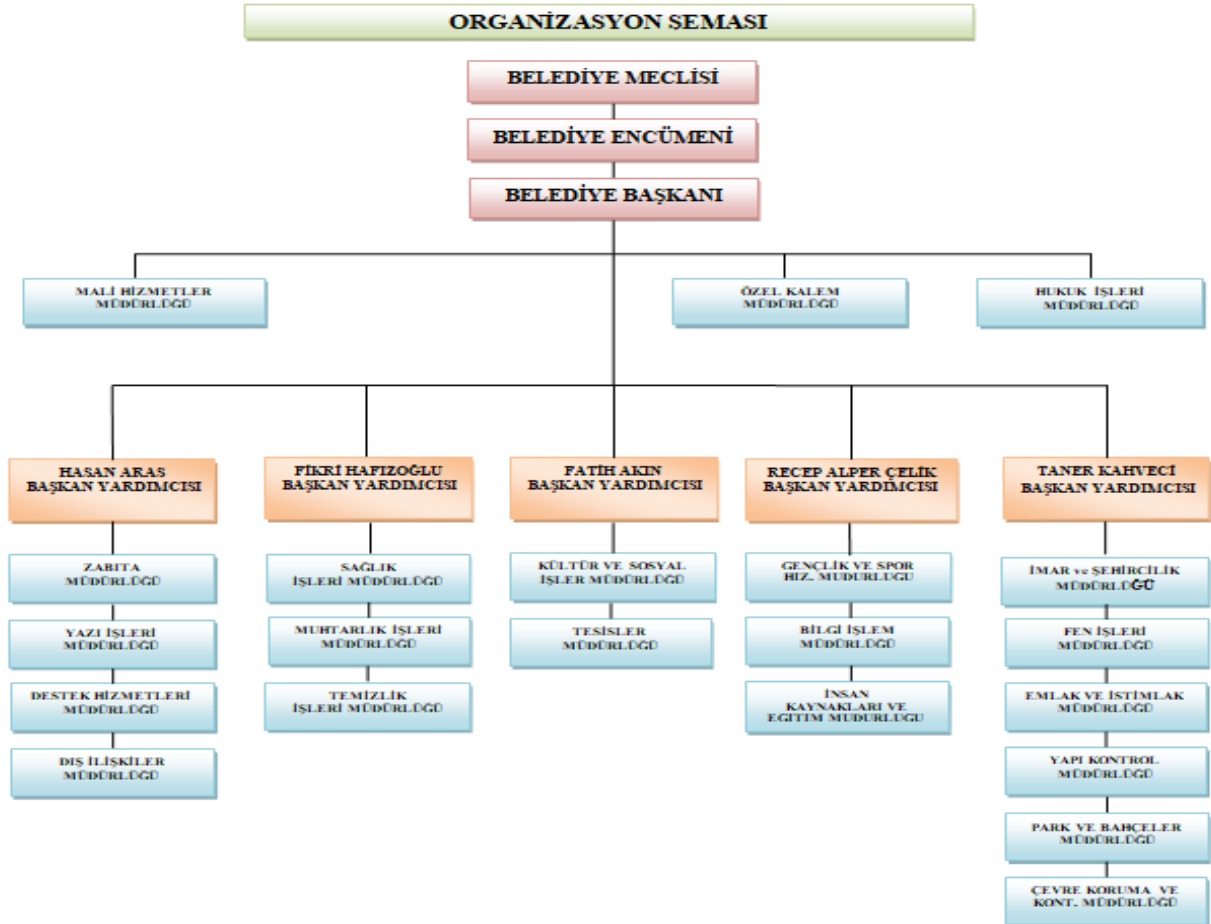 ORGANİZASYON ŞEMASI
BELEDİYE MECLİSİ
BELEDİYE ENCÜMENİ
BELEDİYE BAŞKANI
MALİ HİZMETLER
MÜDÜRLÜĞÜ
ÖZEL KALEM
MÜDÜRLÜĞÜ
HUKUK İŞLERİ
MÜDÜRLÜĞÜ
HASAN ARAS
BAŞKAN YARDIMCISI
ZABITA
MÜDÜRLÜĞÜ
YAZI İŞLERİ
MÜDÜRLÜĞÜ
DESTEK HİZMETLERİ
MÜDÜRLÜĞÜ
DIŞ İLİŞKİLER
MÜDÜRLÜĞÜ
FİKRİ HAFIZOĞLU
BAŞKAN YARDIMCISI
SAĞLIK
İŞLERİ MÜDÜRLÜĞÜ
MUHTARLIK İŞLERİ
MÜDÜRLÜĞÜ
TEMİZLİK
İŞLERİ MÜDÜRLÜĞÜ
FATİH AKIN
BAŞKAN YARDIMCISI
KÜLTÜR VE SOSYAL
İŞLER MÜDÜRLÜĞÜ
TESİSLER
MÜDÜRLÜĞÜ
RECEP ALPER ÇELİK
BAŞKAN YARDIMCISI
GENÇLİK VE SPOR
HIZ. MUDURLUGU
BİLGİ İŞLEM
MÜDÜRLÜĞÜ
İNSAN
KAYNAKLARI VE
EGITIM MUDURLUGU
TANER KAHVECİ
BAŞKAN YARDIMCISI
İMAR ve ŞEHİRCİLİK
MÜDÜRLÜĞÜ
FEN İŞLERİ
MÜDÜRLÜĞÜ
EMLAK VE İSTİMLAK
MÜDÜRLÜĞÜ
YAPI KONTROL
MÜDÜRLÜĞÜ
PARK VE BAHÇELER
MÜDÜRLÜĞÜ
ÇEVRE KORUMA VE
KONT. MÜDÜRLÜĞÜ